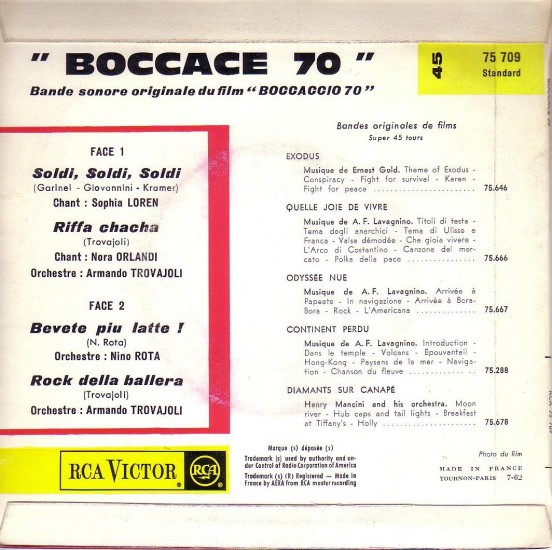 " BOCCACE 70 "
Bande sonore originale du film " BOCCACCIO 70 "
45
75 709
Standard
FACE 1
Soldi, Soldi, Soldi
(Garinei - Giovannini - Kramer)
Chant : Sophia LOREN
Riffa chacha
(Trovajoli)
Chant : Nora ORLANDI
Orchestre : Armando TROVAJOLI
FACE 2
Bevete piu latte !
(N. Rota)
Orchestre : Nino ROTA
Rock della ballera
(Trovajoli)
Orchestre : Armando TROVAJOLI
Bandes originales de films
Super 45 tours
EXODUS
Musique de Ernest Gold. Theme of Exodus -
Conspiracy - Fight for survival - Karen -
Fight for peace ........................ 75.646
QUELLE JOIE DE VIVRE
Musique de A. F. Lavagnino. Titoli di testa -
Tema degli anarchici - Tema di Ulisse e
Franca - Valse démodée - Che gioia vivere -
L'Arco di Costantino - Canzone del mer-
cato - Polka della pace .................. 75.666
ODYSSÉE NUE
Musique de A. F. Lavagnino. Arrivée à
Papeete - In navigazione - Arrivée à Bora-
Bora - Rock - L'Americana ................ 75.667
CONTINENT PERDU
Musique de A. F. Lavagnino. Introduction -
Dans le temple - Volcans - Epouvantail -
Hong-Kong - Paysans de la mer - Naviga-
tion - Chanson du fleuve ................ 75.288
DIAMANTS SUR CANAPÉ
Henry Mancini and his orchestra. Moon
river - Hub caps and tail lights - Breakfast
at Tiffany's - Holly ...................... 75.678
RCA VICTOR
RCA
Marque (s) déposée (s)
Trademark (s) used by authority and un-
der Control of Radio Corporation of America
Trademark (s) (R) Registered — Made in
France by AERA from RCA master recording
Photo du film
MADE IN FRANCE
TOURNON-PARIS 7-62